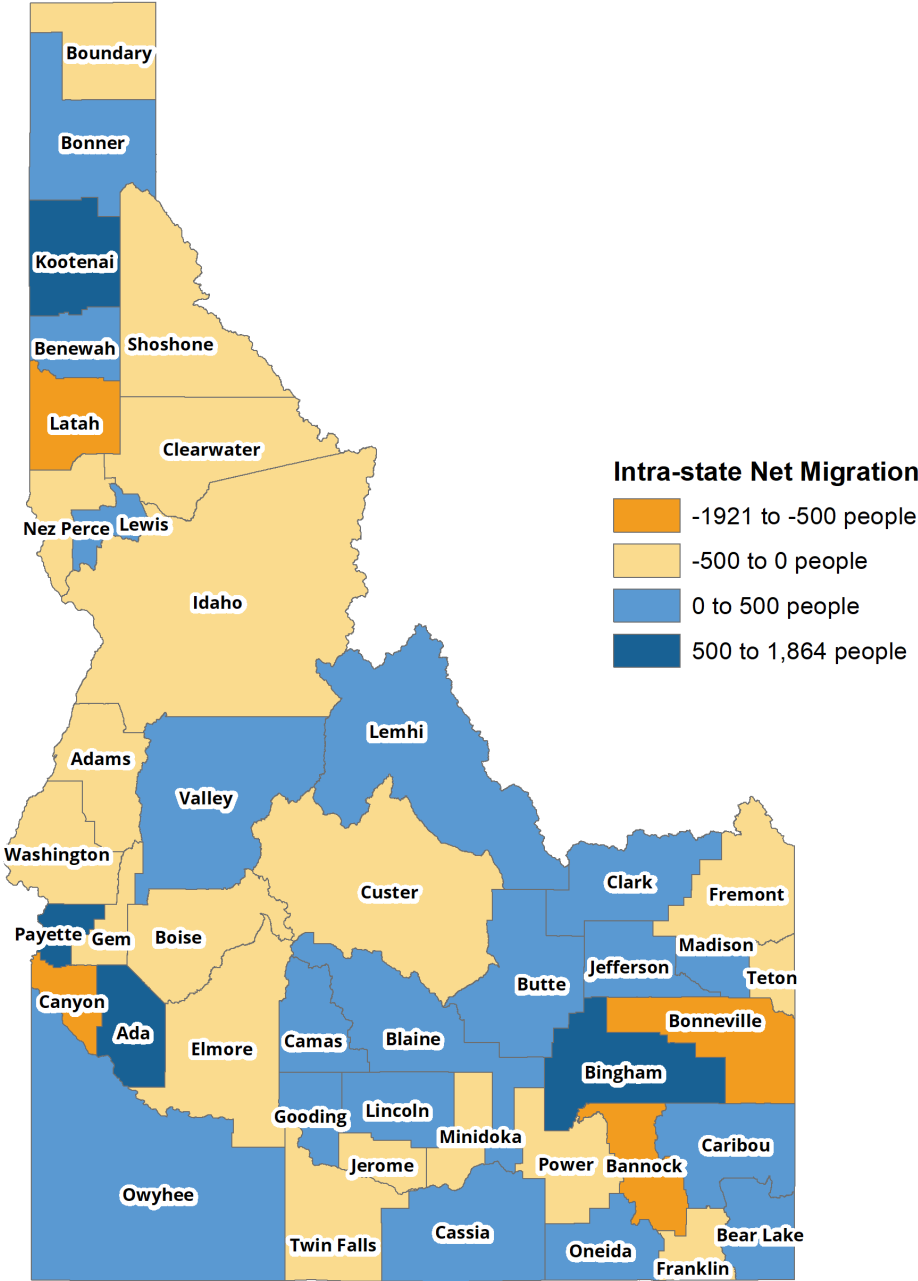 Boundary
Bonner
Kootenai
Benewah
Shoshone
Latah
Clearwater
Intra-state Net Migration
-1921 to -500 people
-500 to 0 people
0 to 500 people
500 to 1,864 people
Nez Perce
Lewis
Idaho
Lemhi
Adams
Valley
Washington
Custer
Clark
Fremont
Payette
Gem
Boise
Madison
Jefferson
Teton
Butte
Canyon
Ada
Elmore
Camas
Blaine
Bonneville
Bingham
Gooding
Lincoln
Minidoka
Caribou
Jerome
Power
Bannock
Owyhee
Twin Falls
Cassia
Oneida
Bear Lake
Franklin